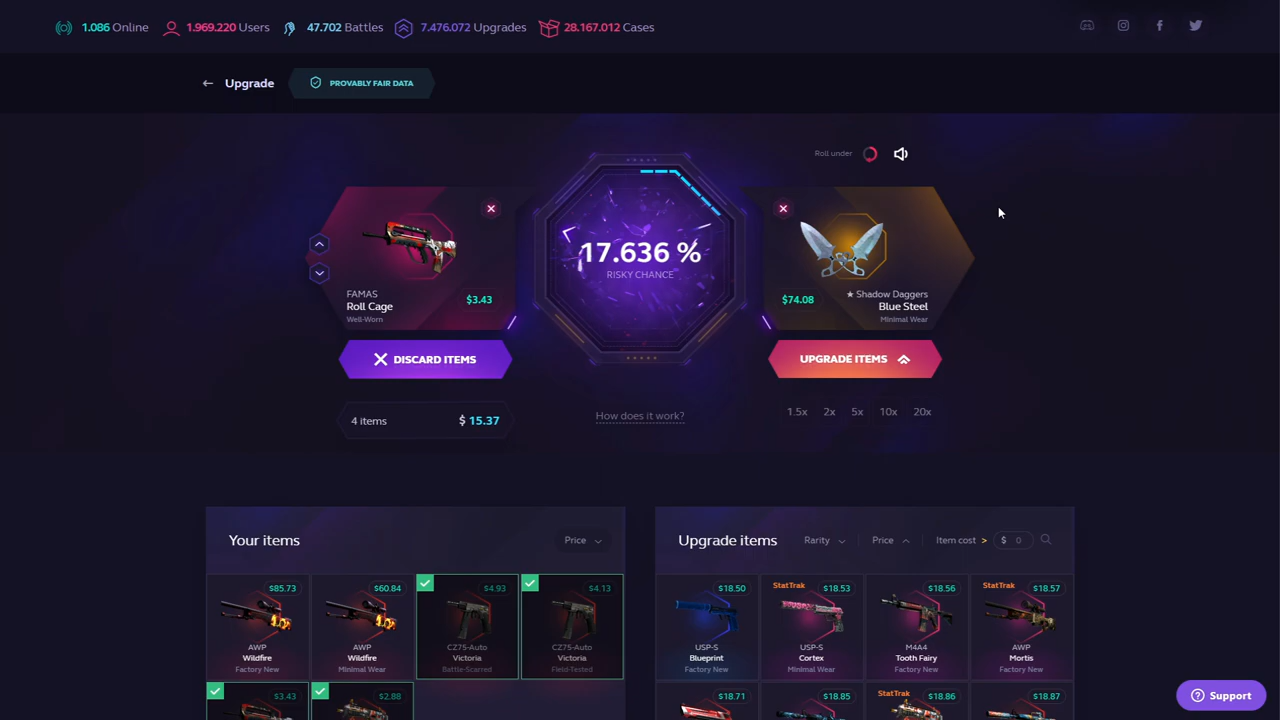 1.086 Online 1.969.220 Users 47.702 Battles 7.476.072 Upgrades 28.167.012 Cases
← Upgrade PROVABLY FAIR DATA
Roll under
17.636 %
RISKY CHANCE
FAMAS
Roll Cage $3.43
Well-Worn
★ Shadow Daggers
$74.08 Blue Steel
Minimal Wear
DISCARD ITEMS
UPGRADE ITEMS
4 items $ 15.37
How does it work?
1.5x 2x 5x 10x 20x
Your items Price
Upgrade items Rarity Price Item cost > $ 0
$85.73 $60.84 $4.93 $4.13
AWP AWP CZ75-Auto CZ75-Auto
Wildfire Wildfire Victoria Victoria
Factory New Minimal Wear Battle-Scarred Field-Tested
$3.43 $2.88
$18.50 StatTrak $18.53 $18.56 StatTrak $18.57
USP-S USP-S M4A4 AWP
Blueprint Cortex Tooth Fairy Mortis
Factory New Minimal Wear Factory New Factory New
$18.71 $18.85 StatTrak $18.86 $18.87
Support